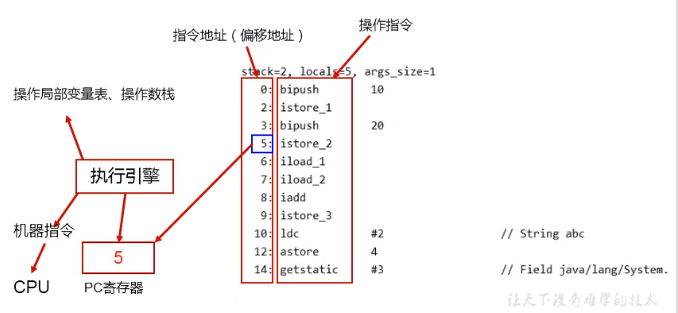 操作指令
指令地址（偏移地址）
stack=2, locals=5, args_size=1
0: bipush 10
2: istore_1
3: bipush 20
5: istore_2
6: iload_1
7: iload_2
8: iadd
9: istore_3
10: ldc #2 // String abc
12: astore 4
14: getstatic #3 // Field java/lang/System.
操作局部变量表、操作数栈
执行引擎
机器指令
5
CPU
PC寄存器
让天下没有难学的技术